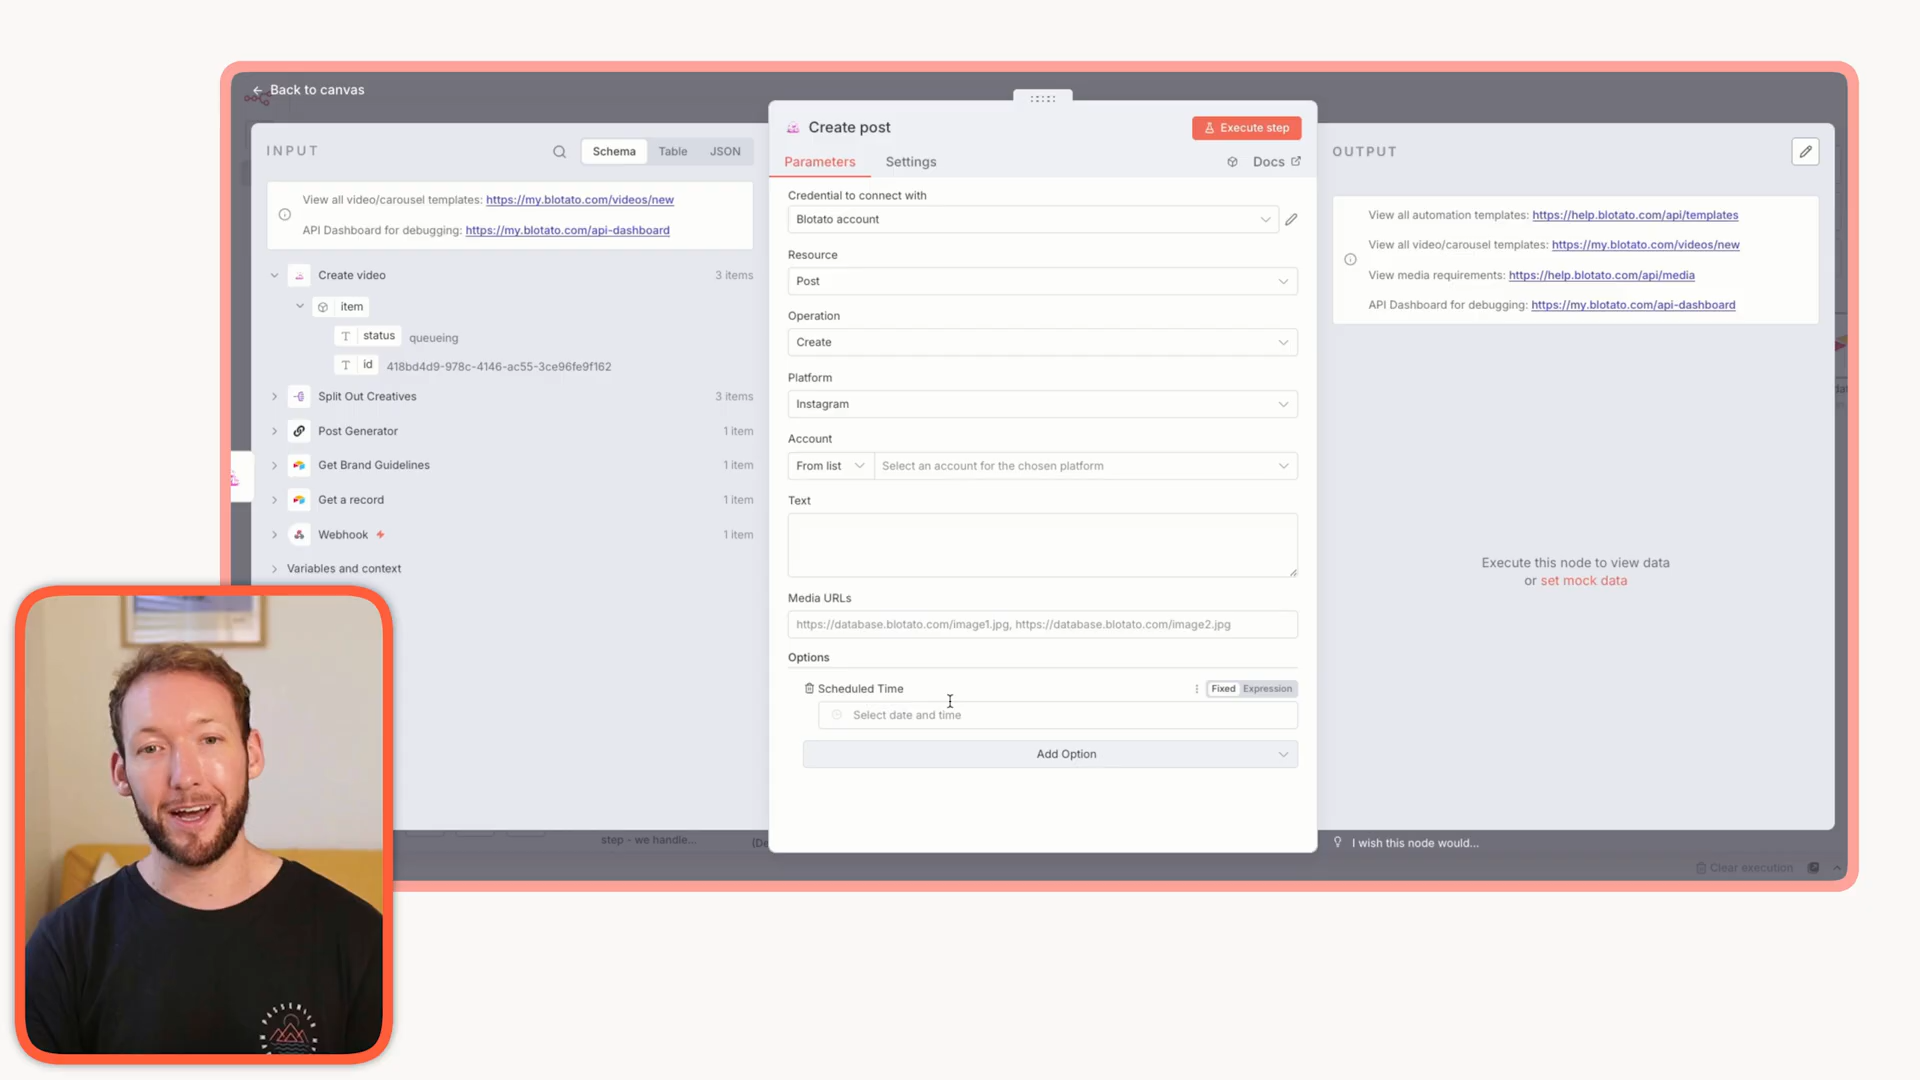 Back to canvas
INPUT
Schema
Table
JSON
View all video/carousel templates: https://my.blotato.com/videos/new
API Dashboard for debugging: https://my.blotato.com/api-dashboard
Create video
3 items
item
status
queueing
id
418bd4d9-978c-4146-ac55-3ce96fe9f162
Split Out Creatives
3 items
Post Generator
1 item
Get Brand Guidelines
1 item
Get a record
1 item
Webhook
1 item
Variables and context
Create post
Execute step
Parameters
Settings
Docs
Credential to connect with
Blotato account
Resource
Post
Operation
Create
Platform
Instagram
Account
From list
Select an account for the chosen platform
Text
Media URLs
https://database.blotato.com/image1.jpg, https://database.blotato.com/image2.jpg
Options
Scheduled Time
Fixed
Expression
Select date and time
Add Option
OUTPUT
View all automation templates: https://help.blotato.com/api/templates
View all video/carousel templates: https://my.blotato.com/videos/new
View media requirements: https://help.blotato.com/api/media
API Dashboard for debugging: https://my.blotato.com/api-dashboard
Execute this node to view data
or set mock data
step - we handle...
(De
I wish this node would...
Clear execution